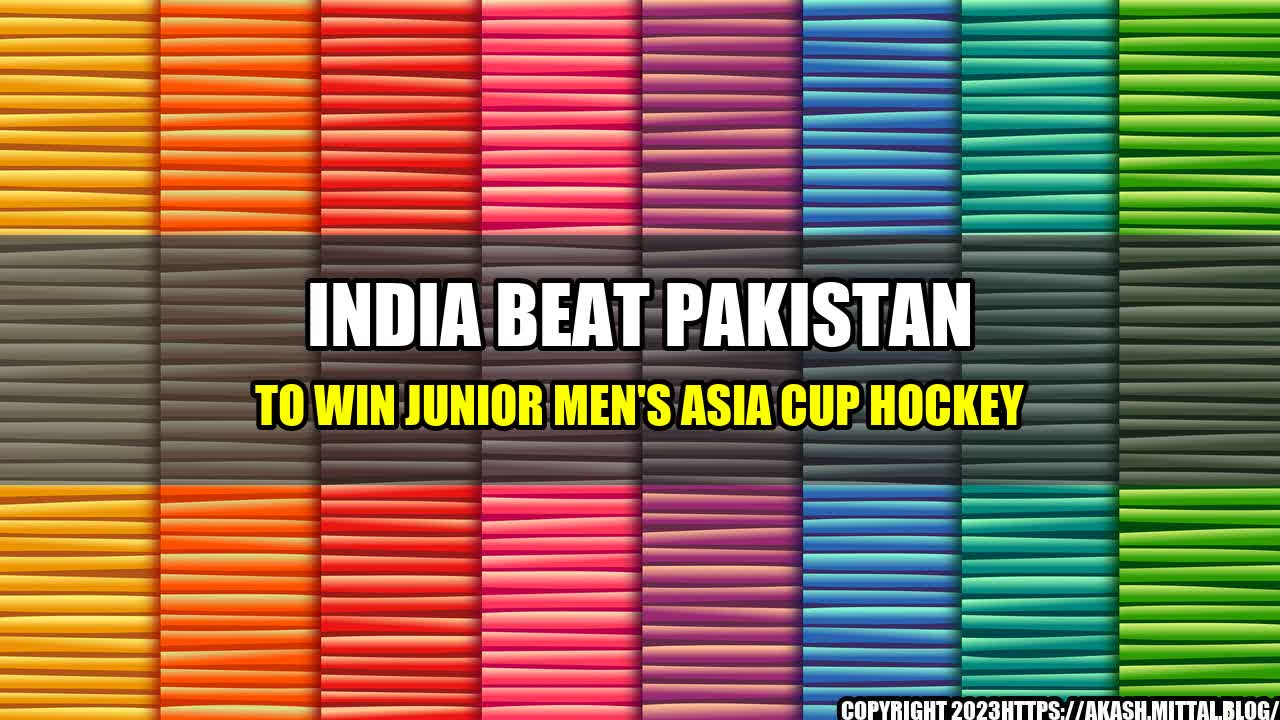 INDIA BEAT PAKISTAN
TO WIN JUNIOR MEN'S ASIA CUP HOCKEY
COPYRIGHT 2023HTTPS://AKASH.MITTAL.BLOG/